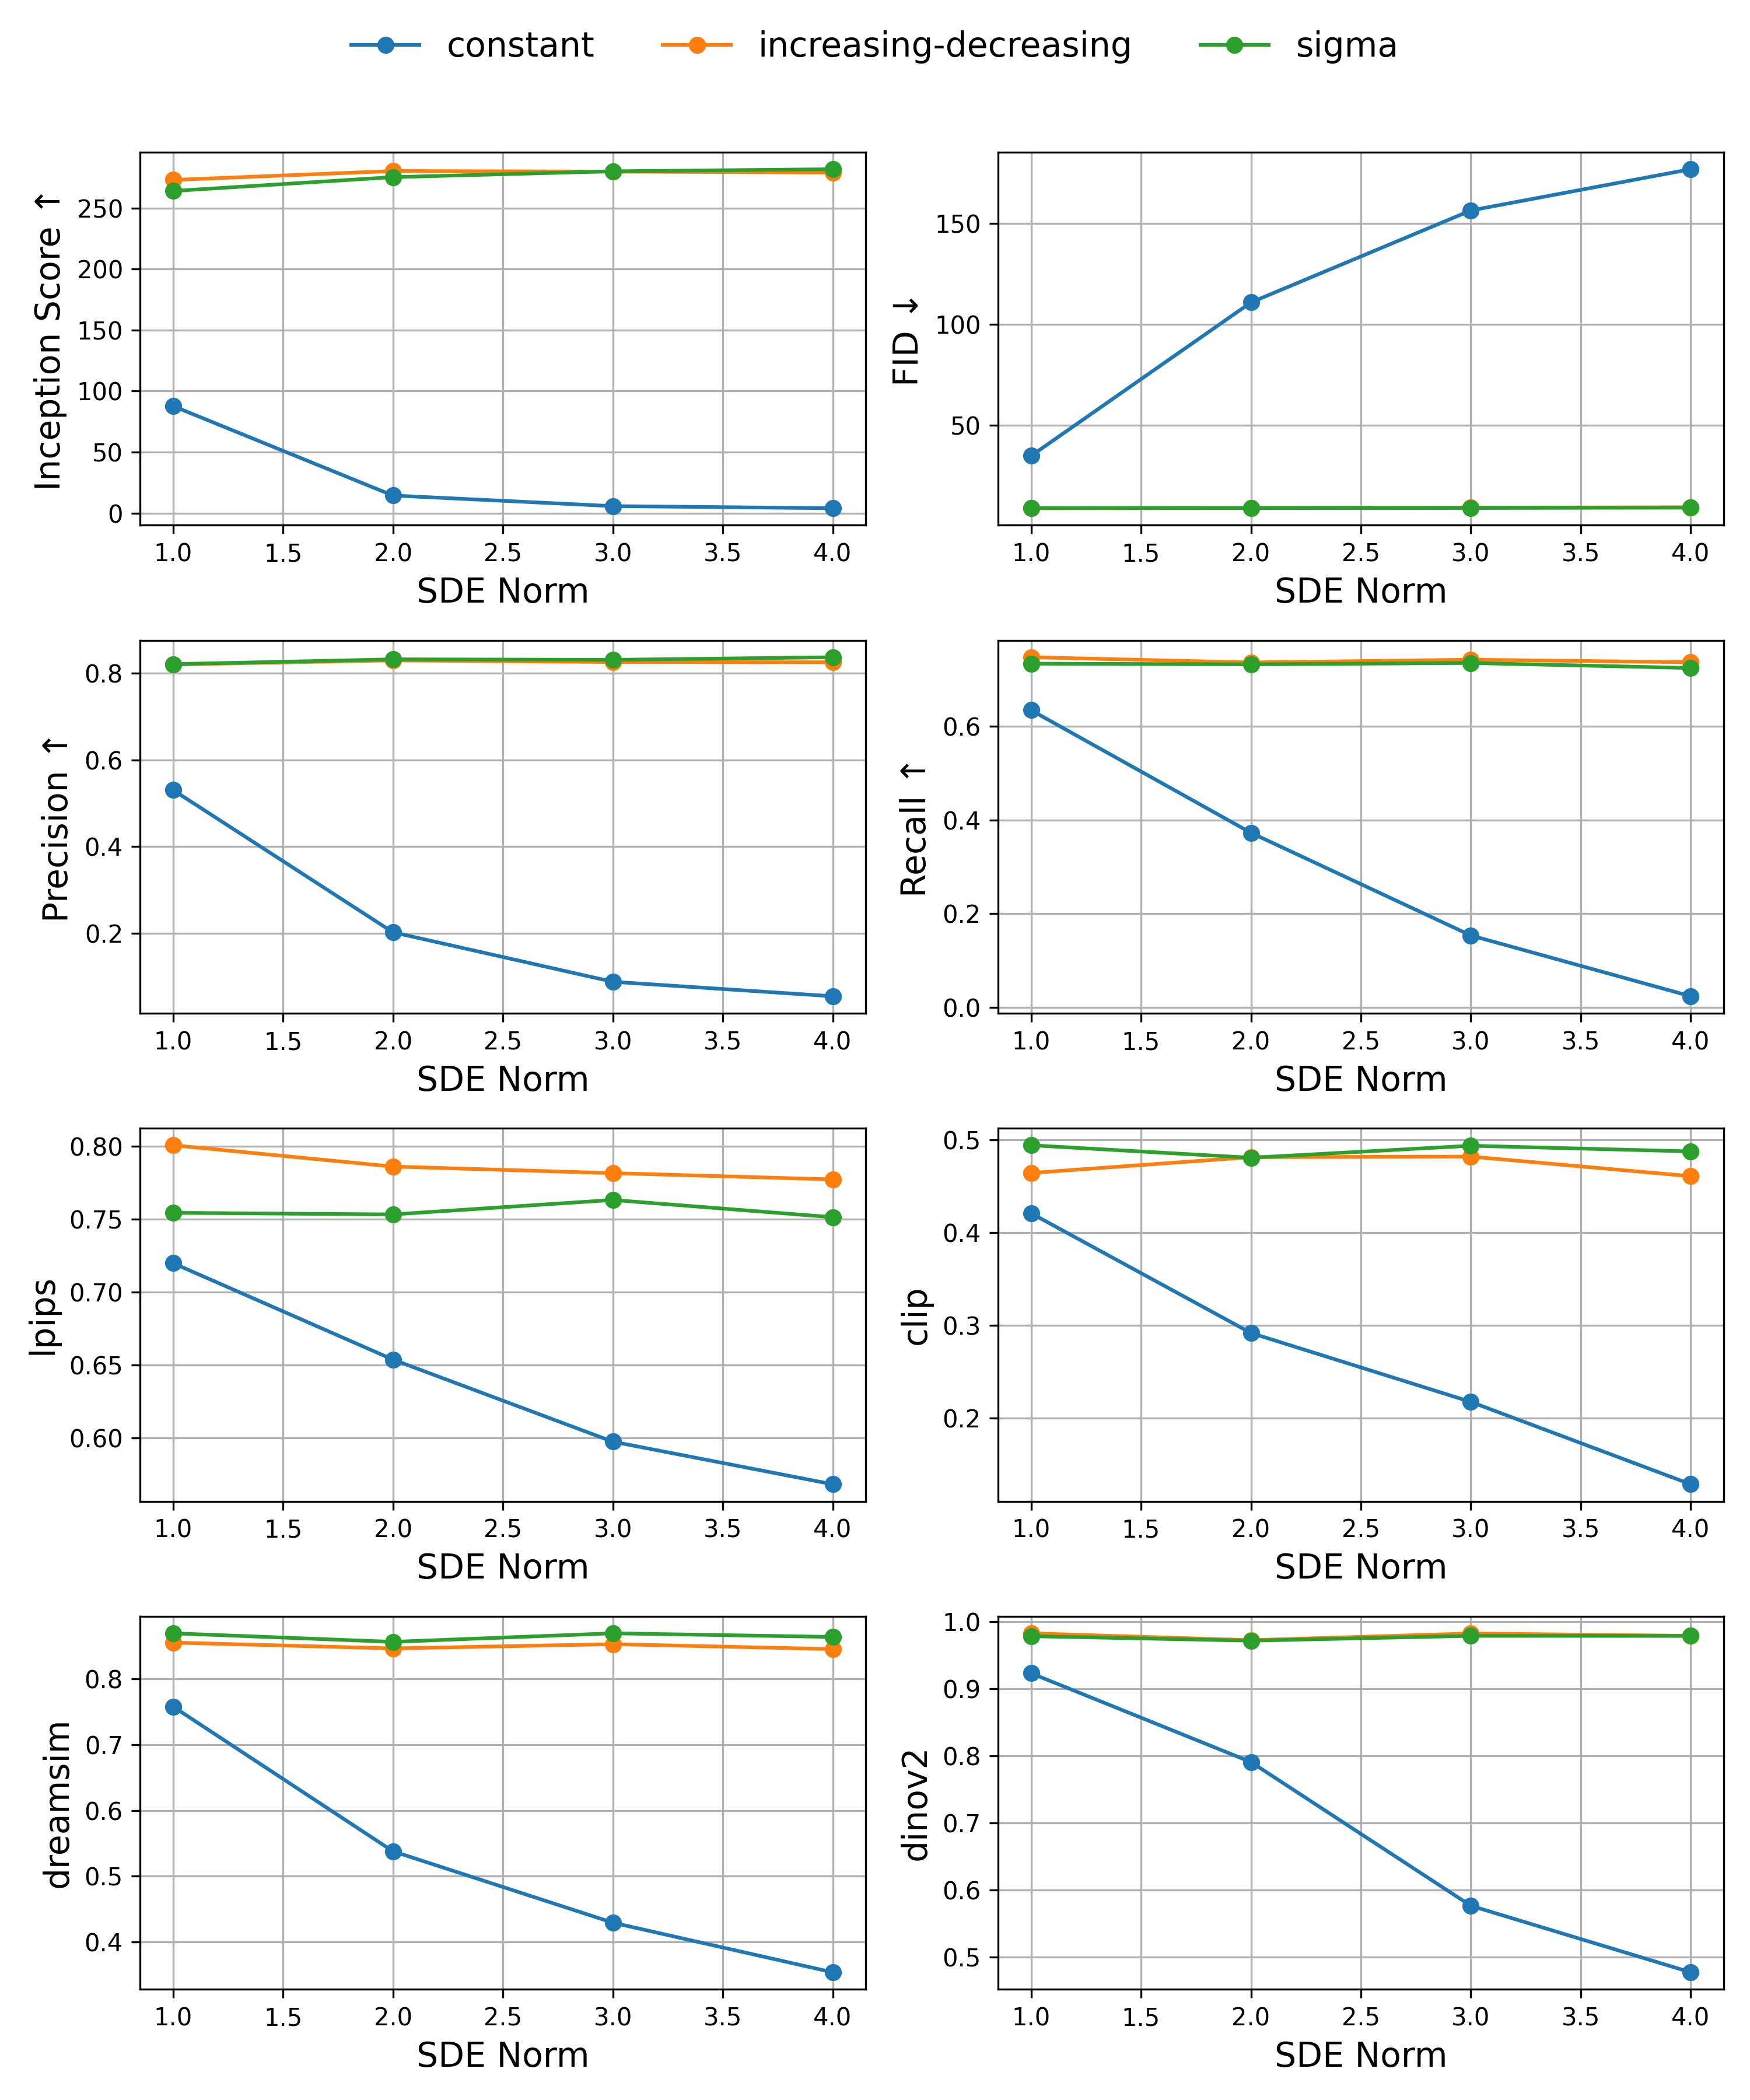 constant increasing-decreasing sigma
Inception Score ↑
250
200
150
100
50
0
1.0 1.5 2.0 2.5 3.0 3.5 4.0
SDE Norm
FID ↓
150
100
50
1.0 1.5 2.0 2.5 3.0 3.5 4.0
SDE Norm
Precision ↑
0.8
0.6
0.4
0.2
1.0 1.5 2.0 2.5 3.0 3.5 4.0
SDE Norm
Recall ↑
0.6
0.4
0.2
0.0
1.0 1.5 2.0 2.5 3.0 3.5 4.0
SDE Norm
lpips
0.80
0.75
0.70
0.65
0.60
1.0 1.5 2.0 2.5 3.0 3.5 4.0
SDE Norm
clip
0.5
0.4
0.3
0.2
1.0 1.5 2.0 2.5 3.0 3.5 4.0
SDE Norm
dreamsim
0.8
0.7
0.6
0.5
0.4
1.0 1.5 2.0 2.5 3.0 3.5 4.0
SDE Norm
dinov2
1.0
0.9
0.8
0.7
0.6
0.5
1.0 1.5 2.0 2.5 3.0 3.5 4.0
SDE Norm